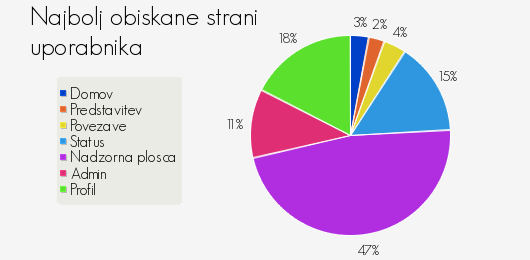 Najbolj obiskane strani
uporabnika
3%
2%
4%
18%
15%
11%
47%
Domov
Predstavitev
Povezave
Status
Nadzorna plosca
Admin
Profil